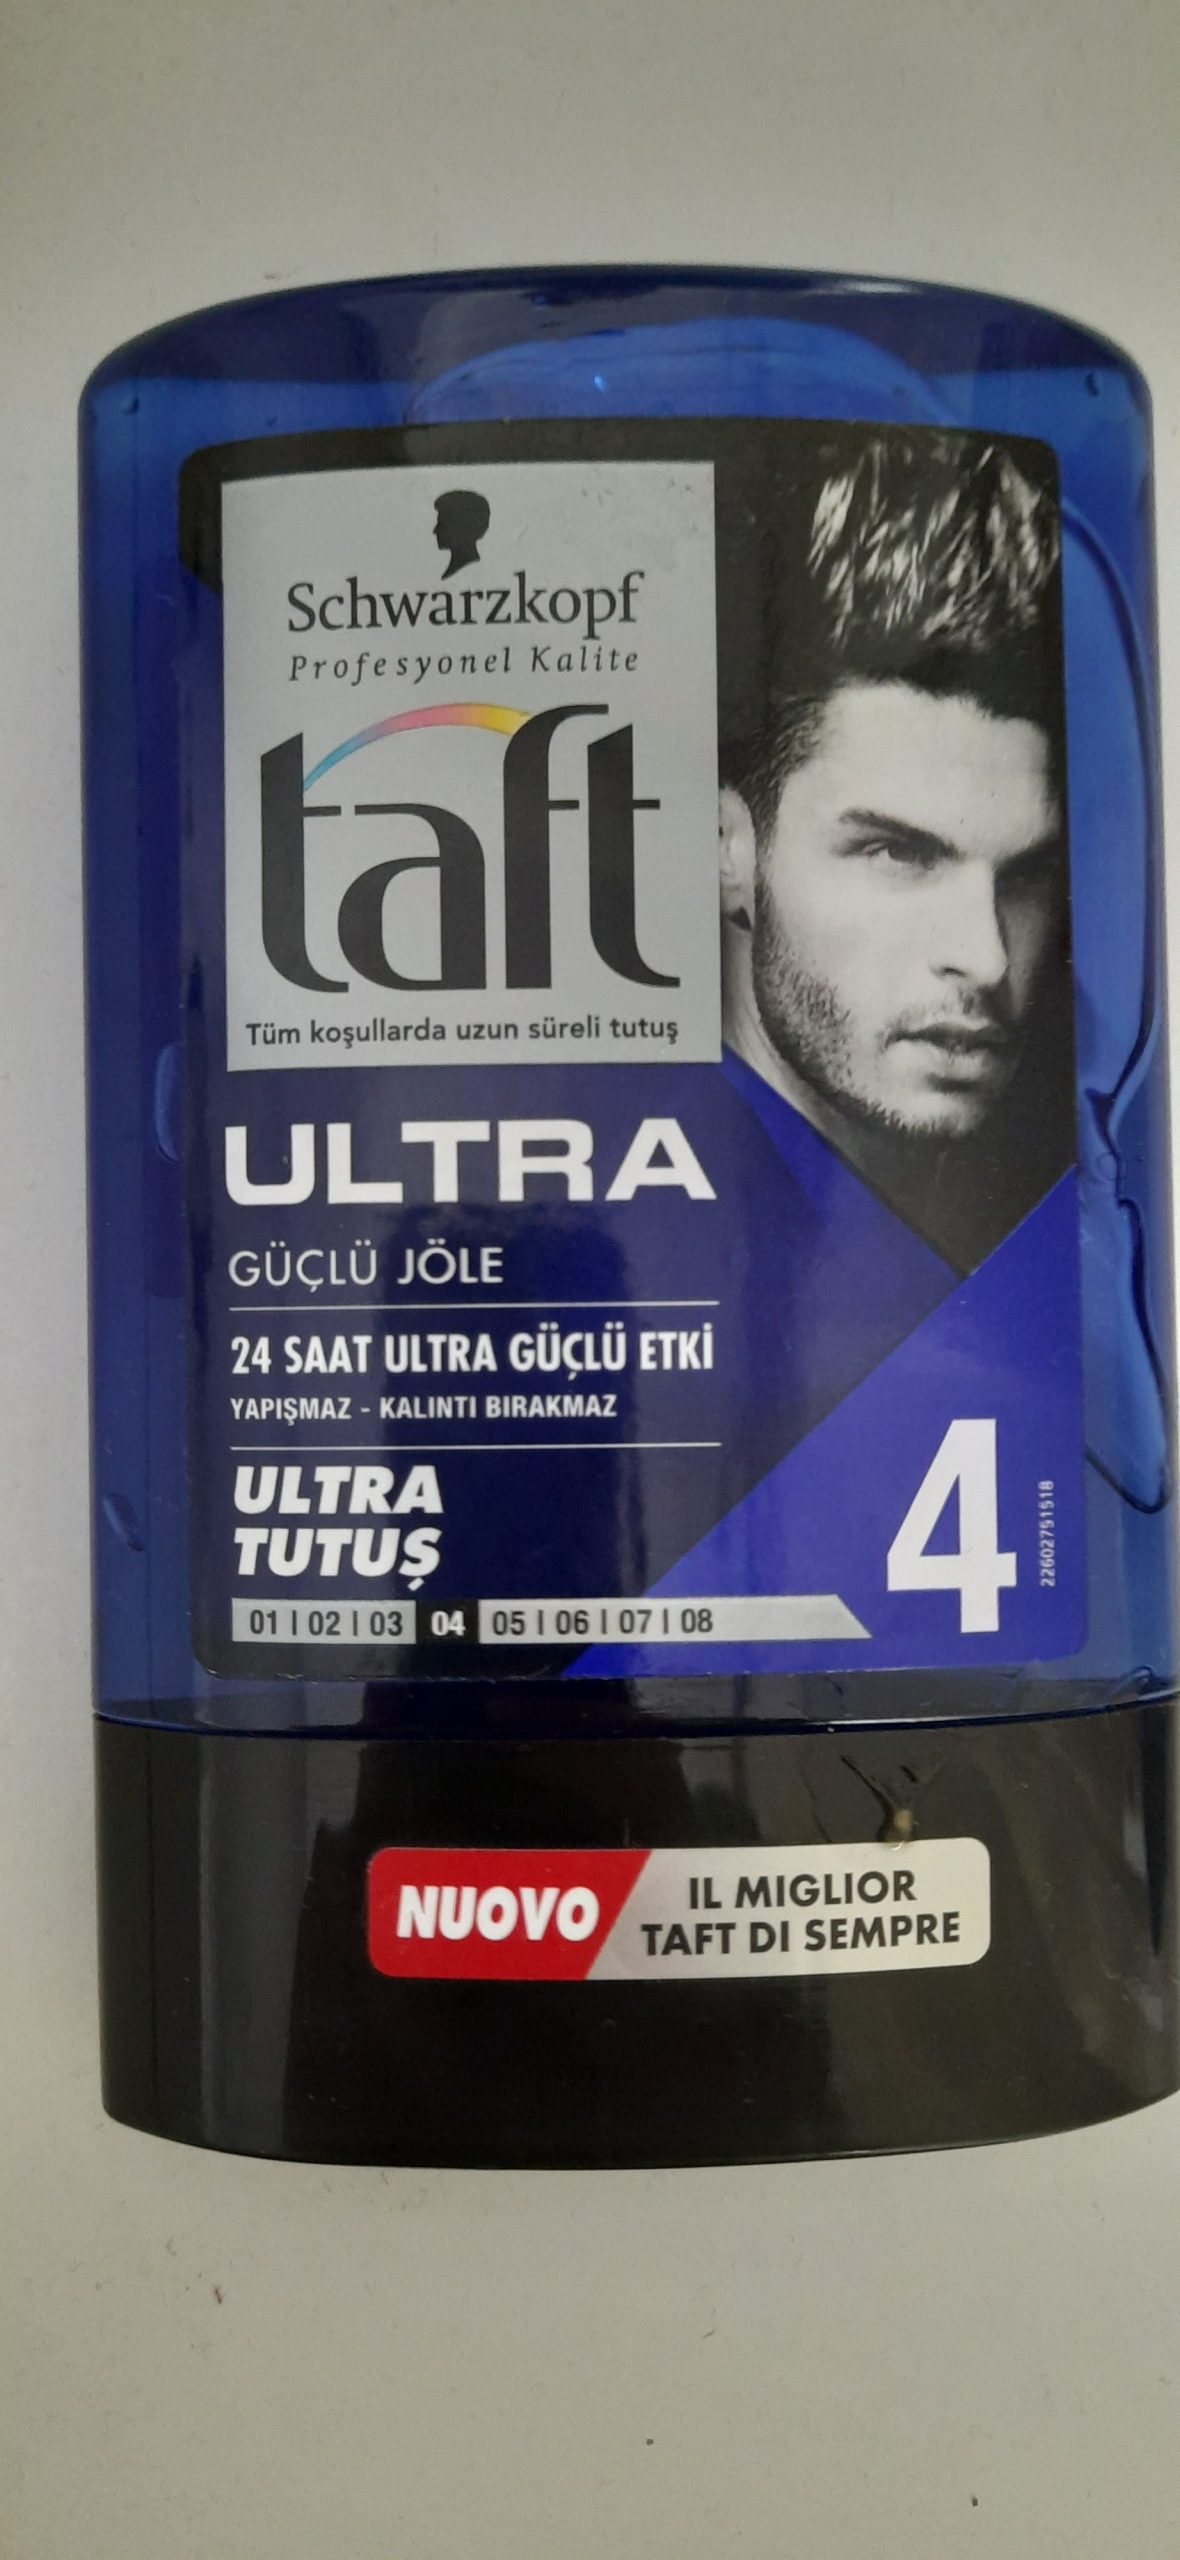 Schwarzkopf
Profesyonel Kalite
taft
Tüm koşullarda uzun süreli tutuş
ULTRA
GÜÇLÜ JÖLE
24 SAAT ULTRA GÜÇLÜ ETKİ
YAPIŞMAZ - KALINTI BIRAKMAZ
ULTRA
TUTUŞ
01 | 02 | 03 04 05 | 06 | 07 | 08
4
22602751518
NUOVO
IL MIGLIOR
TAFT DI SEMPRE